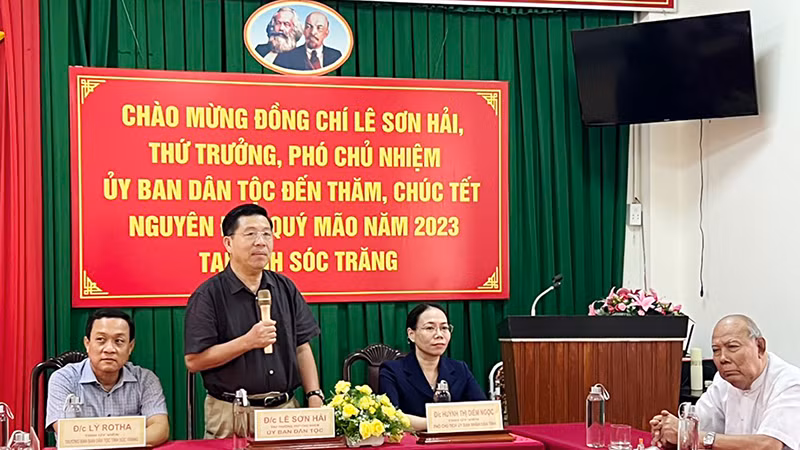 CHÀO MỪNG ĐỒNG CHÍ LÊ SƠN HẢI,
THỨ TRƯỞNG, PHÓ CHỦ NHIỆM
ỦY BAN DÂN TỘC ĐẾN THĂM, CHÚC TẾT
NGUYÊN QUÝ MÃO NĂM 2023
SÓC TRĂNG
Đ/c LY ROTHA
Đ/c LÊ SƠN HẢI
ỦY BAN DÂN TỘC
Đ/c HUỲNH THỊ DIỄM NGỌC